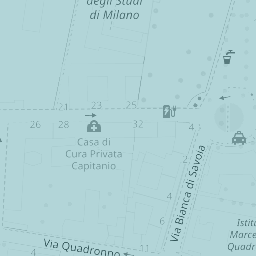 degli Studi
di Milano
21 23 25
26 28 32
Casa di
Cura Privata
Capitanio
Via Bianca di Savoia
4
4
6
Istit
Marce
Quadr
Via Quadronno
11